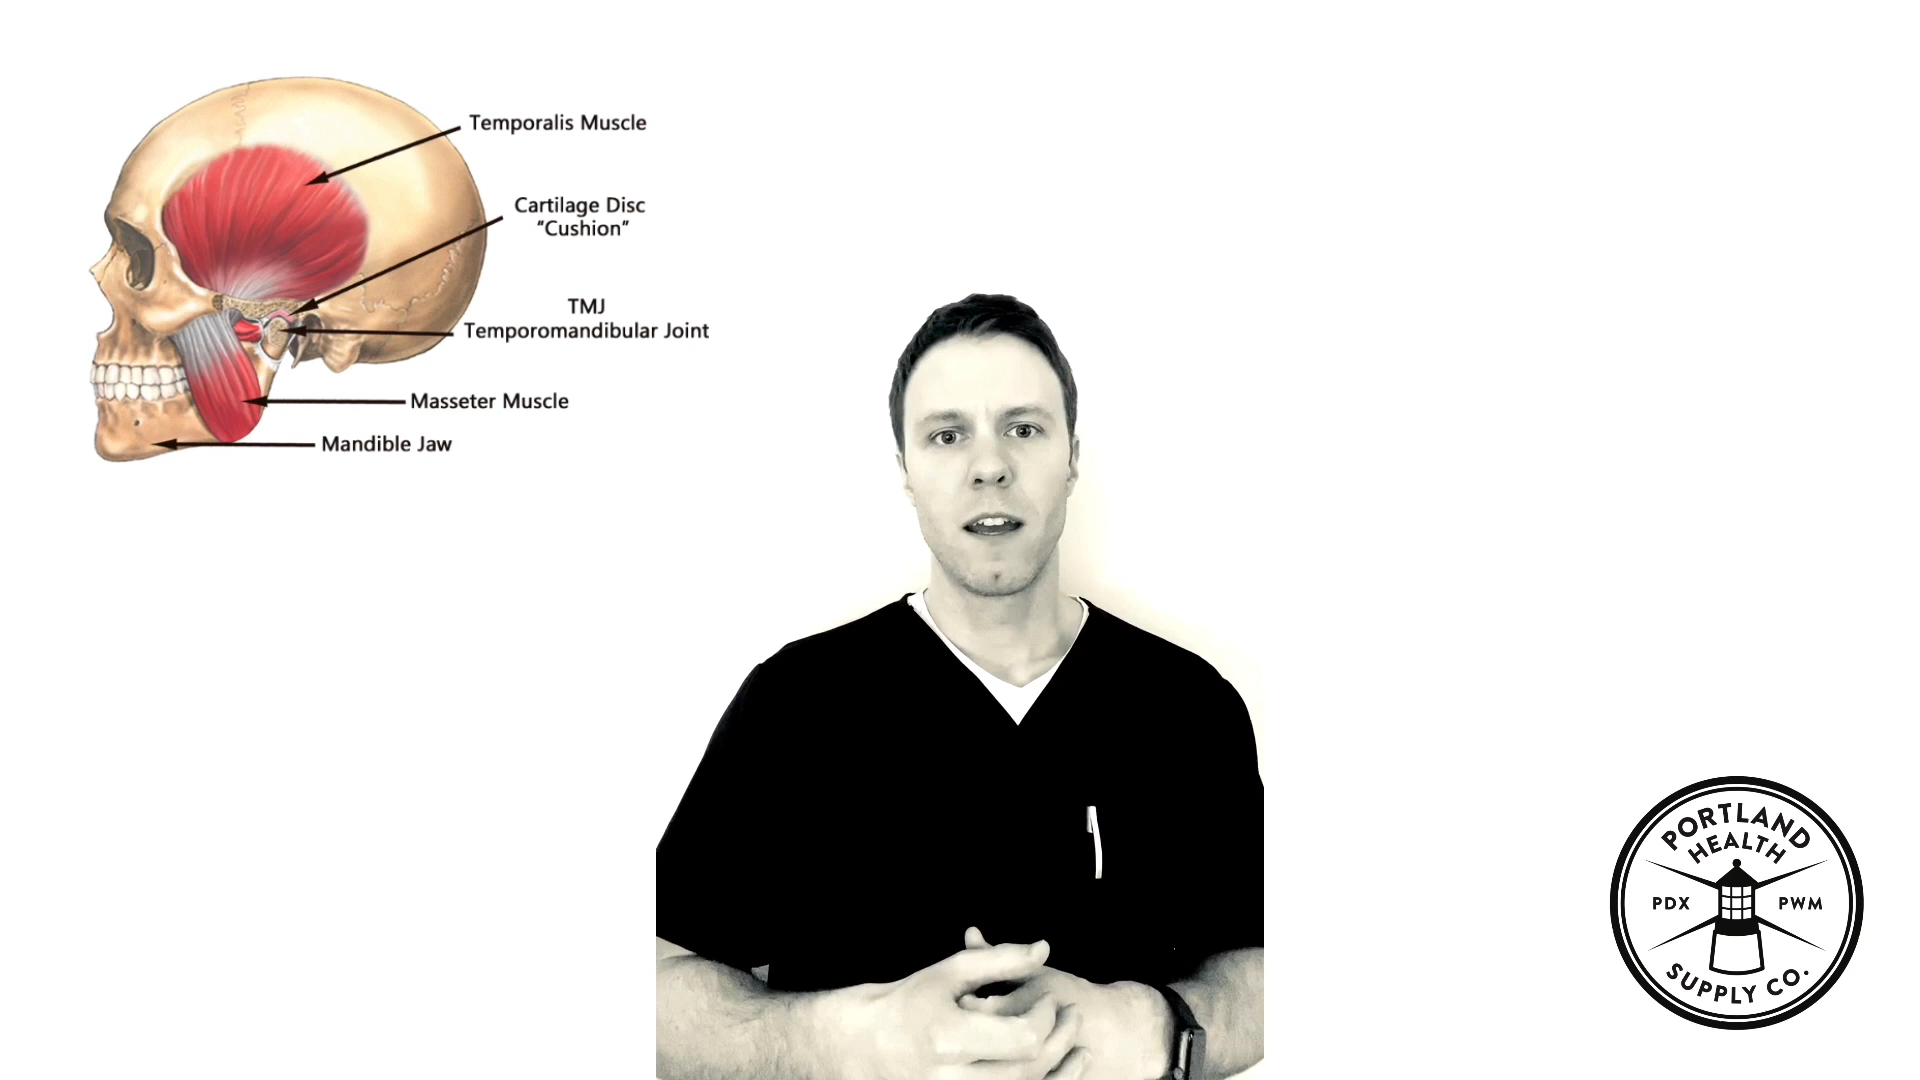 Temporalis Muscle
Cartilage Disc
“Cushion”
TMJ
Temporomandibular Joint
Masseter Muscle
Mandible Jaw
PORTLAND
HEALTH
PDX PWM
SUPPLY CO.